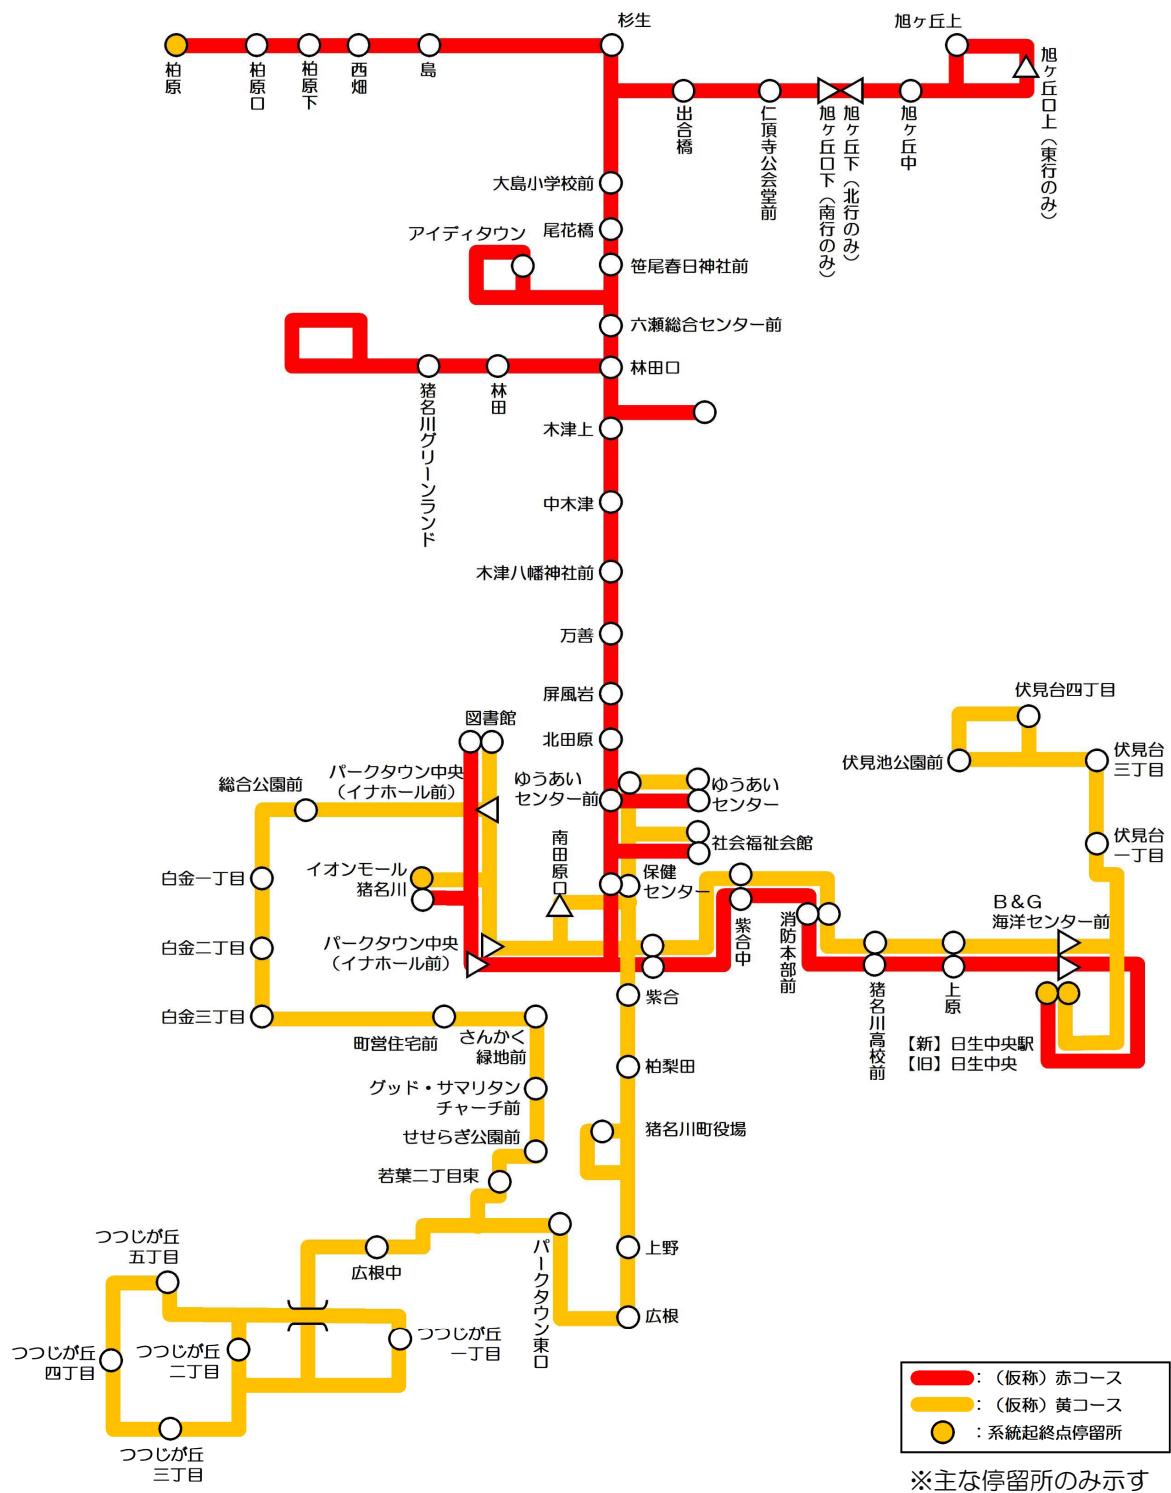 杉生
旭ヶ丘上
柏原
柏原口
柏原下
西畑
島
出合橋
仁頂寺公会堂前
旭ヶ丘口下（南行のみ）
旭ヶ丘下（北行のみ）
旭ヶ丘中
旭ヶ丘口上（東行のみ）
大島小学校前
尾花橋
アイディタウン
笹尾春日神社前
六瀬総合センター前
林田口
猪名川グリーンランド
林田
木津上
中木津
木津八幡神社前
万善
屏風岩
北田原
図書館
パークタウン中央
（イナホール前）
総合公園前
ゆうあい
センター前
ゆうあい
センター
社会福祉会館
南田原口
保健
センター
イオンモール
猪名川
パークタウン中央
（イナホール前）
白金一丁目
白金二丁目
白金三丁目
町営住宅前
さんかく
緑地前
グッド・サマリタン
チャーチ前
せせらぎ公園前
若葉二丁目東
紫合中
消防本部前
猪名川高校前
上原
B＆G
海洋センター前
【新】日生中央駅
【旧】日生中央
伏見台四丁目
伏見池公園前
伏見台
三丁目
伏見台
一丁目
紫合
柏梨田
猪名川町役場
上野
広根
パークタウン東口
広根中
つつじが丘
五丁目
つつじが丘
四丁目
つつじが丘
二丁目
つつじが丘
一丁目
つつじが丘
三丁目
：（仮称）赤コース
：（仮称）黄コース
：系統起終点停留所
※主な停留所のみ示す